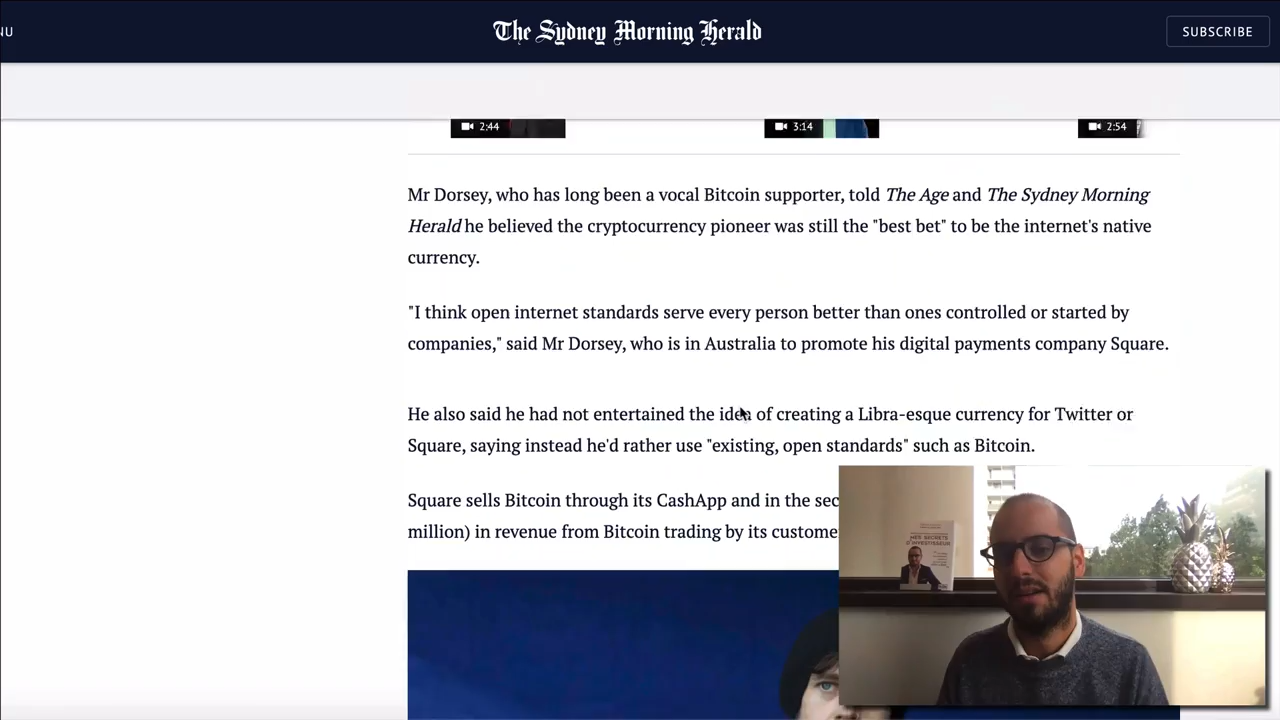 NU
The Sydney Morning Herald
SUBSCRIBE
2:44
3:14
2:54
Mr Dorsey, who has long been a vocal Bitcoin supporter, told The Age and The Sydney Morning
Herald he believed the cryptocurrency pioneer was still the "best bet" to be the internet's native
currency.
"I think open internet standards serve every person better than ones controlled or started by
companies," said Mr Dorsey, who is in Australia to promote his digital payments company Square.
He also said he had not entertained the idea of creating a Libra-esque currency for Twitter or
Square, saying instead he'd rather use "existing, open standards" such as Bitcoin.
Square sells Bitcoin through its CashApp and in the sec
million) in revenue from Bitcoin trading by its custome
MES SECRETS
D'INVESTISSEUR